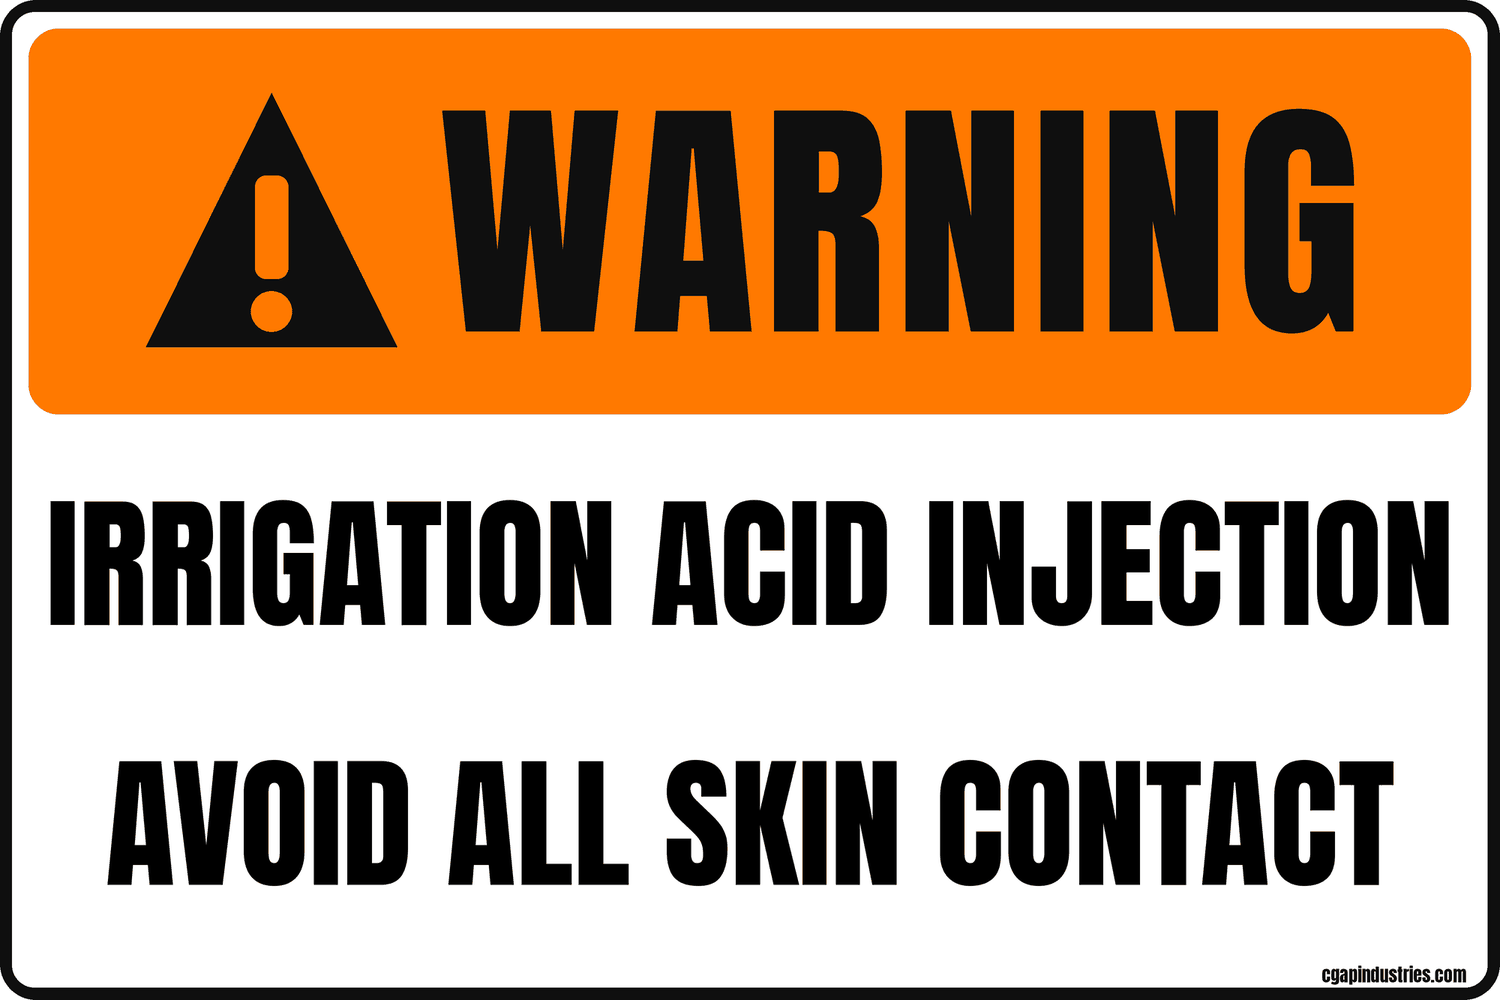 WARNING
IRRIGATION ACID INJECTION
AVOID ALL SKIN CONTACT
cgapindustries.com